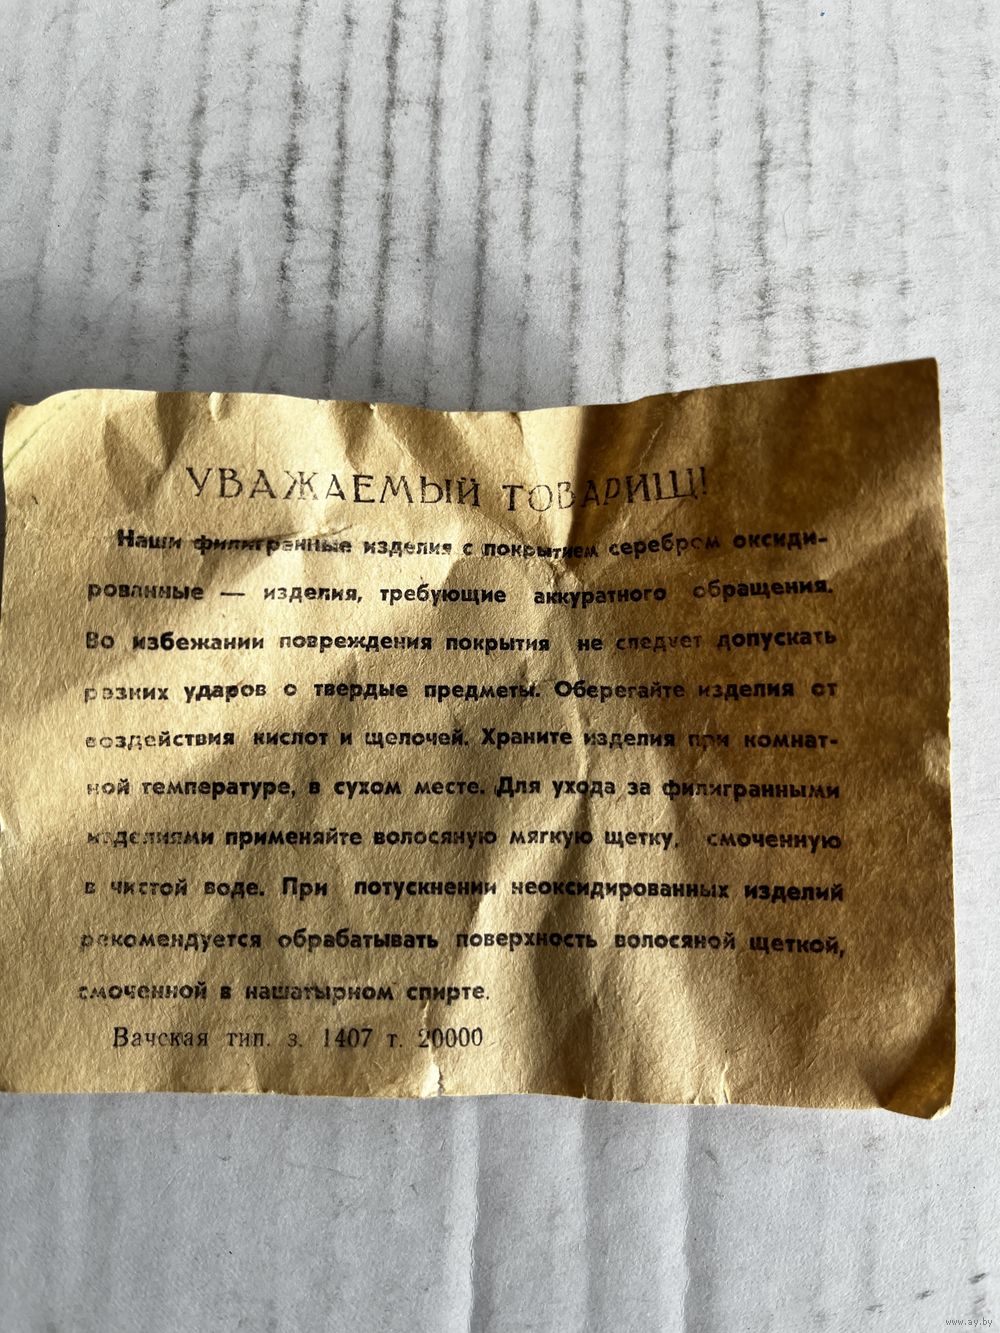 УВАЖАЕМЫЙ ТОВАРИЩ!
Наши филигранные изделия с покрытием серебром оксиди-
рованные — изделия, требующие аккуратного обращения.
Во избежании повреждения покрытия не следует допускать
резких ударов о твердые предметы. Оберегайте изделия от
воздействия кислот и щелочей. Храните изделия при комнат-
ной температуре, в сухом месте. Для ухода за филигранными
изделиями применяйте волосяную мягкую щетку, смоченную
в чистой воде. При потускнении неоксидированных изделий
рекомендуется обрабатывать поверхность волосяной щеткой,
смоченной в нашатырном спирте.
Вачская тип. з. 1407 т. 20000
www.ay.by